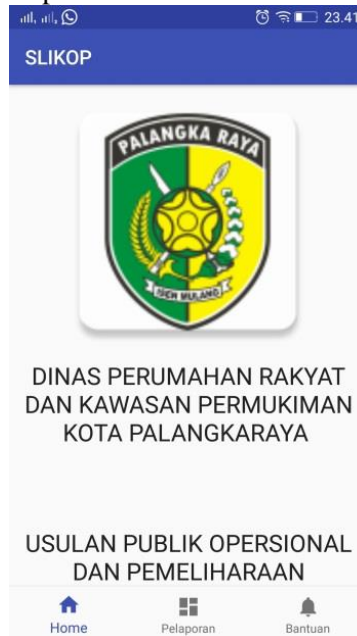 23.41
SLIKOP
PALANGKA RAYA
ISEN MULANG
DINAS PERUMAHAN RAKYAT
DAN KAWASAN PERMUKIMAN
KOTA PALANGKARAYA
USULAN PUBLIK OPERSIONAL
DAN PEMELIHARAAN
Home
Pelaporan
Bantuan